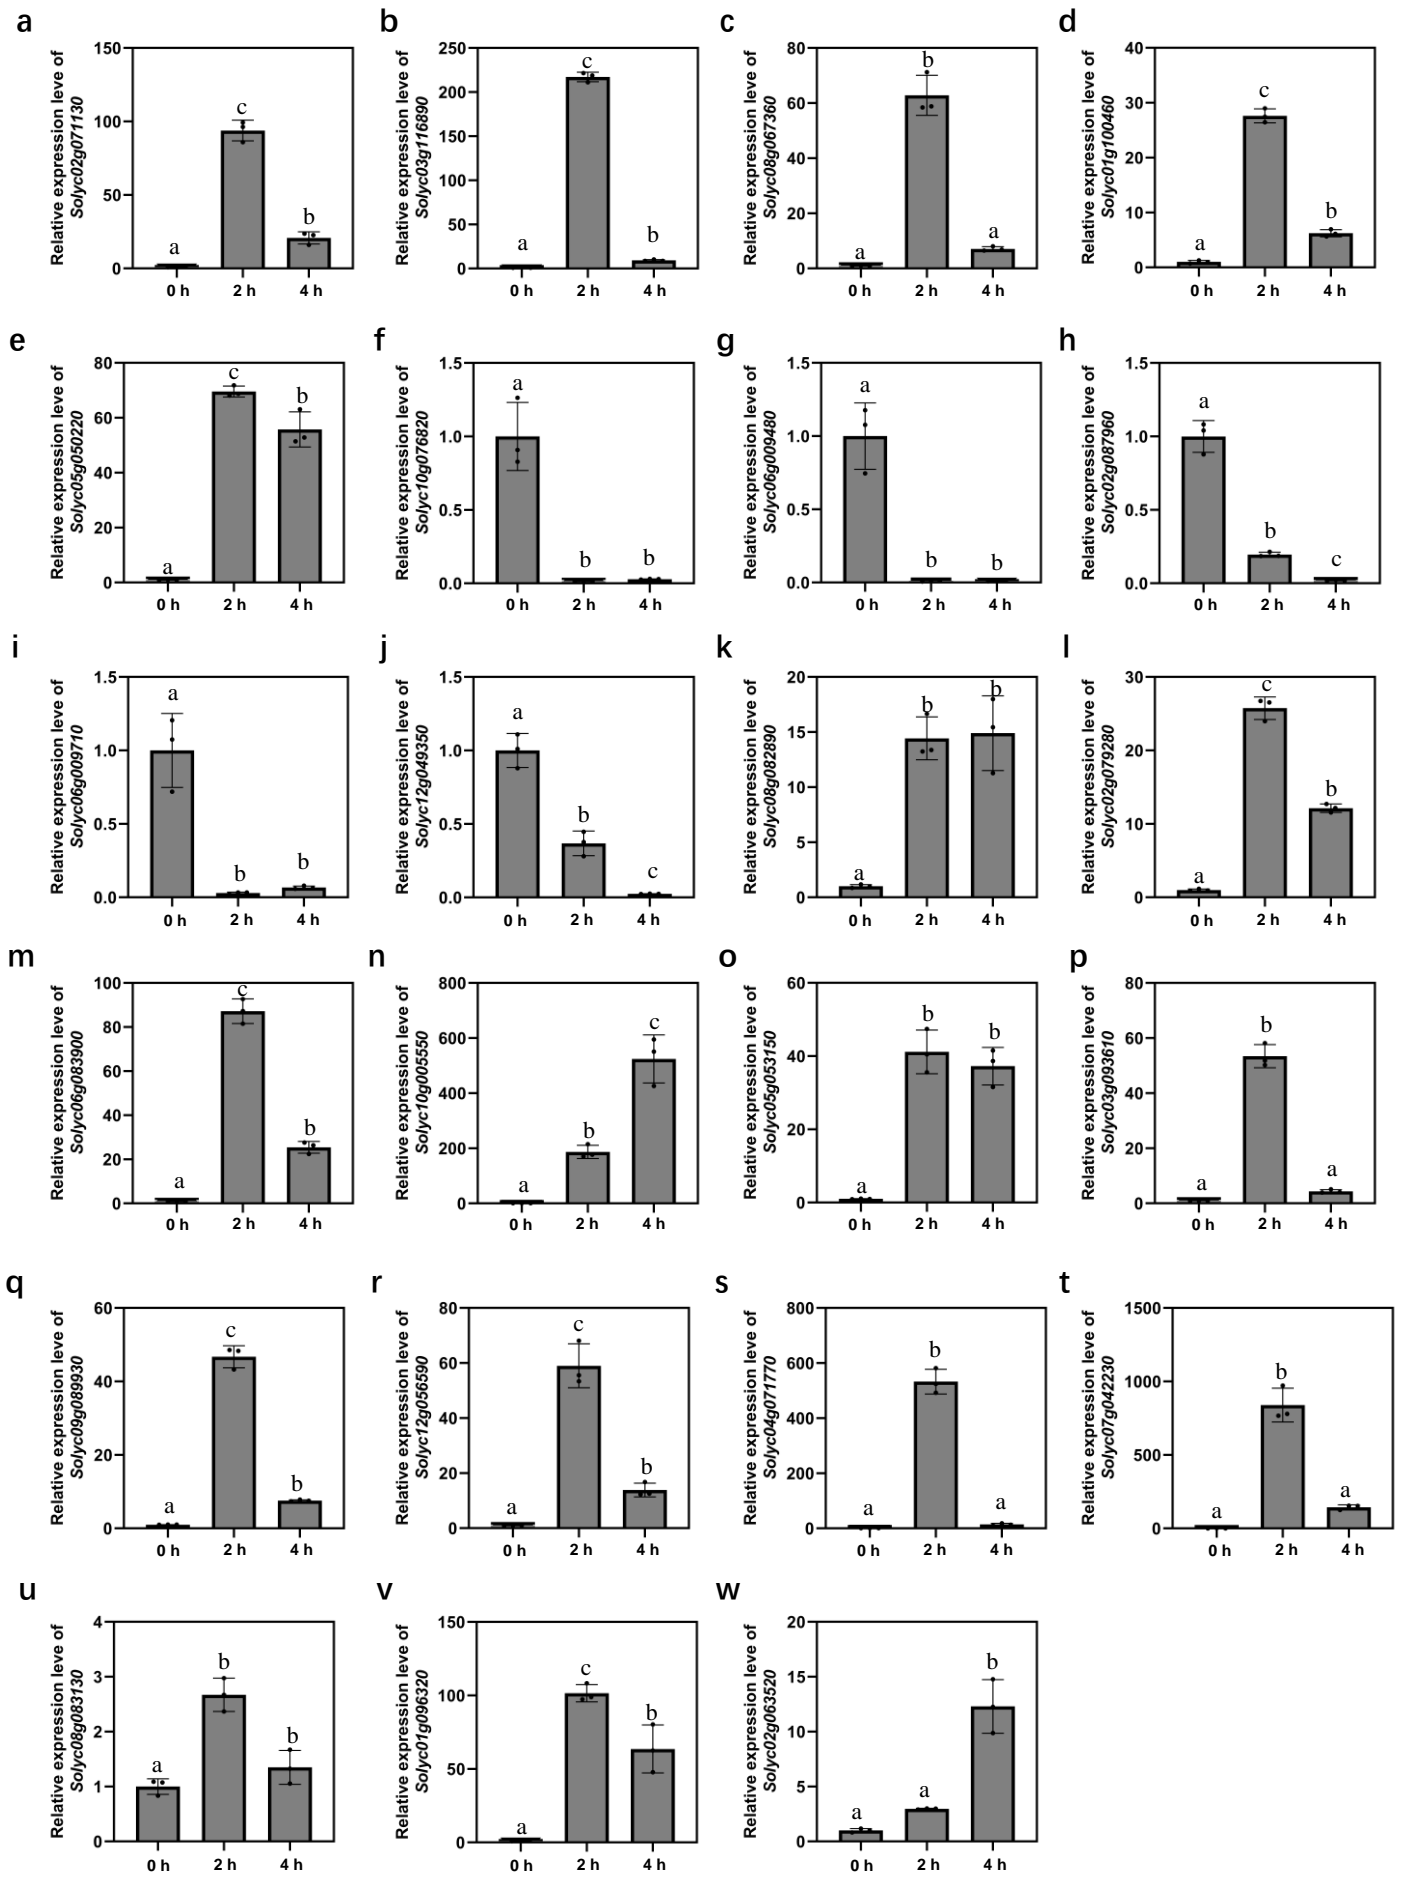 a
Relative expression leve of
Solyc02g071130
150
100
50
0
a
c
b
0 h
2 h
4 h
b
Relative expression leve of
Solyc03g116890
250
200
150
100
50
0
a
c
b
0 h
2 h
4 h
c
Relative expression leve of
Solyc08g067360
80
60
40
20
0
a
b
a
0 h
2 h
4 h
d
Relative expression leve of
Solyc01g100460
40
30
20
10
0
a
c
b
0 h
2 h
4 h
e
Relative expression leve of
Solyc05g050220
80
60
40
20
0
a
c
b
0 h
2 h
4 h
f
Relative expression leve of
Solyc10g076820
1.5
1.0
0.5
0.0
a
b
b
0 h
2 h
4 h
g
Relative expression leve of
Solyc06g009480
1.5
1.0
0.5
0.0
a
b
b
0 h
2 h
4 h
h
Relative expression leve of
Solyc02g087960
1.5
1.0
0.5
0.0
a
b
c
0 h
2 h
4 h
i
Relative expression leve of
Solyc06g009710
1.5
1.0
0.5
0.0
a
b
b
0 h
2 h
4 h
j
Relative expression leve of
Solyc12g049350
1.5
1.0
0.5
0.0
a
b
c
0 h
2 h
4 h
k
Relative expression leve of
Solyc08g082890
20
15
10
5
0
a
b
b
0 h
2 h
4 h
l
Relative expression leve of
Solyc02g079280
30
20
10
0
a
c
b
0 h
2 h
4 h
m
Relative expression leve of
Solyc06g083900
100
80
60
40
20
0
a
c
b
0 h
2 h
4 h
n
Relative expression leve of
Solyc10g005550
800
600
400
200
0
a
b
c
0 h
2 h
4 h
o
Relative expression leve of
Solyc05g053150
60
40
20
0
a
b
b
0 h
2 h
4 h
p
Relative expression leve of
Solyc03g093610
80
60
40
20
0
a
b
a
0 h
2 h
4 h
q
Relative expression leve of
Solyc09g089930
60
40
20
0
a
c
b
0 h
2 h
4 h
r
Relative expression leve of
Solyc12g056590
80
60
40
20
0
a
c
b
0 h
2 h
4 h
s
Relative expression leve of
Solyc04g071770
800
600
400
200
0
a
b
a
0 h
2 h
4 h
t
Relative expression leve of
Solyc07g042230
1500
1000
500
0
a
b
a
0 h
2 h
4 h
u
Relative expression leve of
Solyc08g083130
4
3
2
1
0
a
b
b
0 h
2 h
4 h
v
Relative expression leve of
Solyc01g096320
150
100
50
0
a
c
b
0 h
2 h
4 h
w
Relative expression leve of
Solyc02g063520
20
15
10
5
0
a
a
b
0 h
2 h
4 h